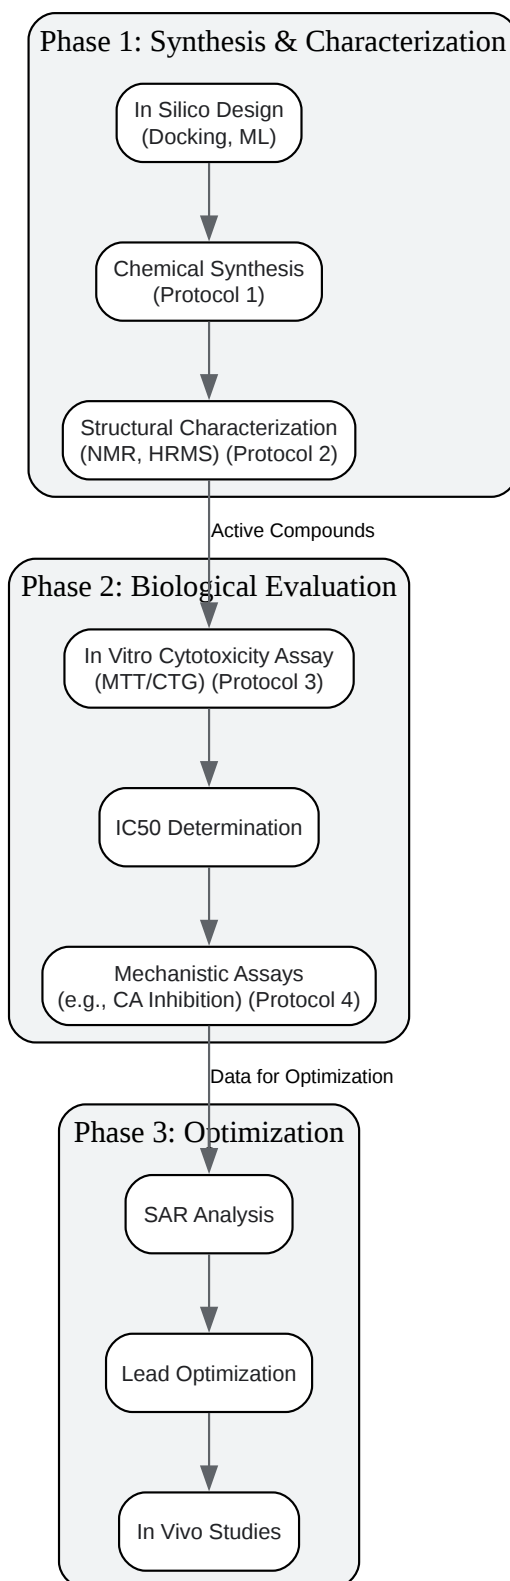 Phase 1: Synthesis & Characterization
In Silico Design
(Docking, ML)
Chemical Synthesis
(Protocol 1)
Structural Characterization
(NMR, HRMS) (Protocol 2)
Active Compounds
Phase 2: Biological Evaluation
In Vitro Cytotoxicity Assay
(MTT/CTG) (Protocol 3)
IC50 Determination
Mechanistic Assays
(e.g., CA Inhibition) (Protocol 4)
Data for Optimization
Phase 3: Optimization
SAR Analysis
Lead Optimization
In Vivo Studies